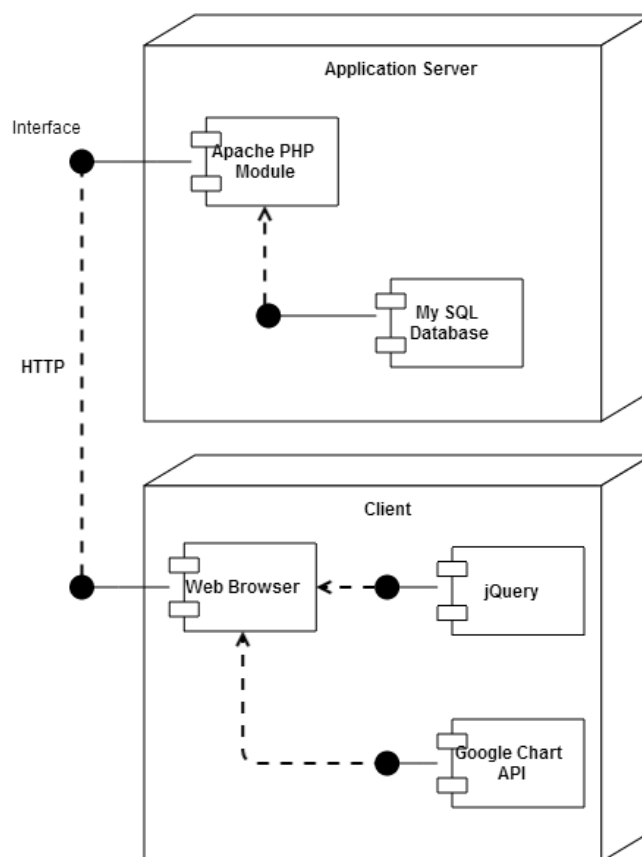 Application Server
Interface
Apache PHP
Module
My SQL
Database
HTTP
Client
Web Browser
jQuery
Google Chart
API